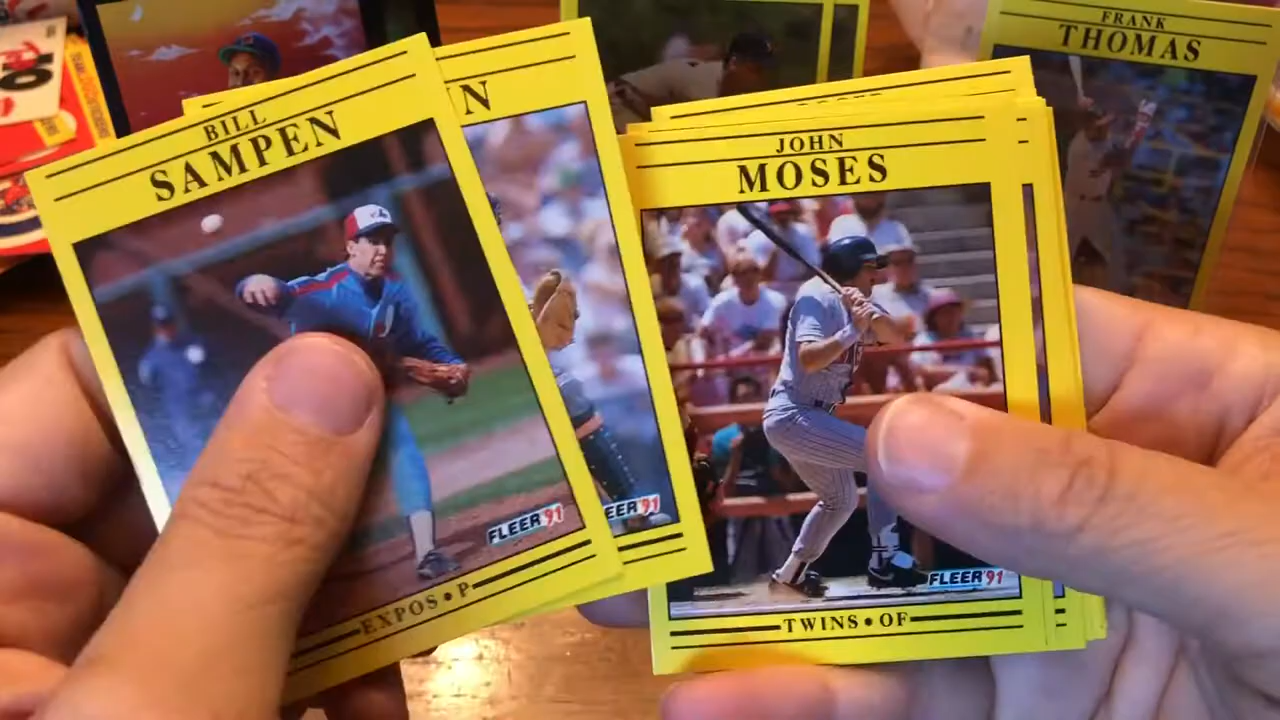 FRANK
THOMAS
BILL
SAMPEN
N
JOHN
MOSES
FLEER '91
EXPOS • P
FLEER '91
FLEER '91
TWINS • OF